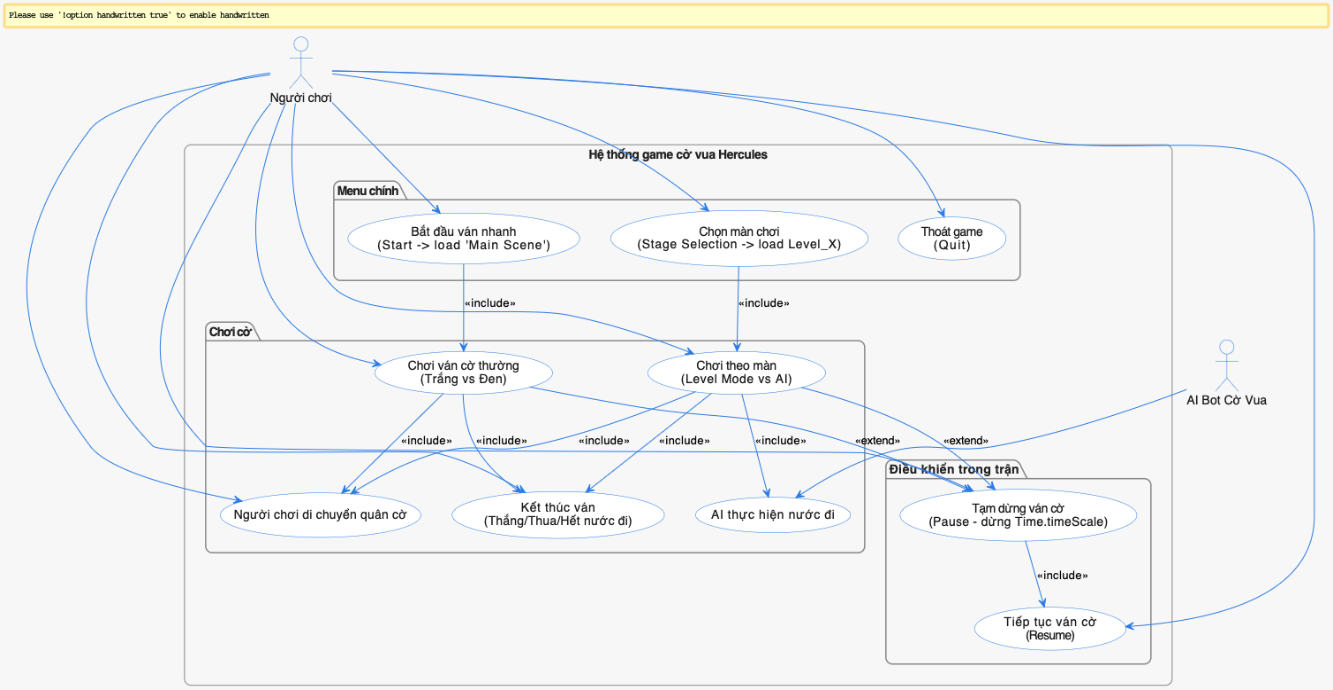 Please use '!option handwritten true' to enable handwritten
Người chơi
Hệ thống game cờ vua Hercules
Menu chính
Bắt đầu ván nhanh
(Start -> load 'Main Scene')
Chọn màn chơi
(Stage Selection -> load Level_X)
Thoát game
(Quit)
«include»
«include»
Chơi cờ
Chơi ván cờ thường
(Trắng vs Đen)
Chơi theo màn
(Level Mode vs AI)
AI Bot Cờ Vua
«include»
«include»
«include»
«include»
«include»
«extend»
«extend»
Điều khiển trong trận
Người chơi di chuyển quân cờ
Kết thúc ván
(Thắng/Thua/Hết nước đi)
AI thực hiện nước đi
Tạm dừng ván cờ
(Pause - dừng Time.timeScale)
«include»
Tiếp tục ván cờ
(Resume)